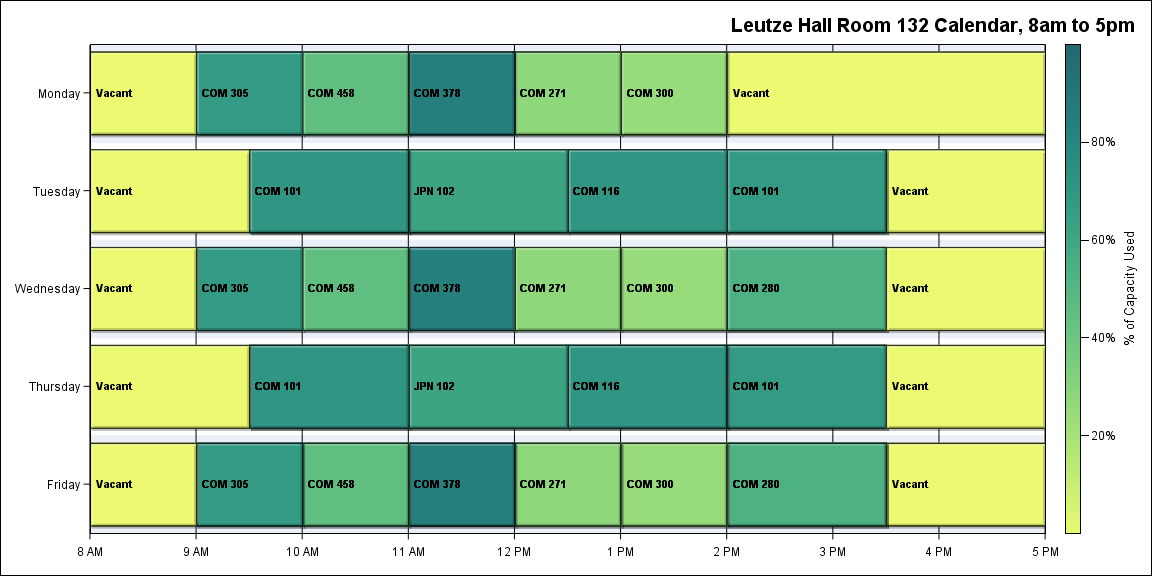 Leutze Hall Room 132 Calendar, 8am to 5pm
Monday
Vacant
COM 305
COM 458
COM 378
COM 271
COM 300
Vacant
Tuesday
Vacant
COM 101
JPN 102
COM 116
COM 101
Vacant
Wednesday
Vacant
COM 305
COM 458
COM 378
COM 271
COM 300
COM 280
Vacant
Thursday
Vacant
COM 101
JPN 102
COM 116
COM 101
Vacant
Friday
Vacant
COM 305
COM 458
COM 378
COM 271
COM 300
COM 280
Vacant
8 AM
9 AM
10 AM
11 AM
12 PM
1 PM
2 PM
3 PM
4 PM
5 PM
80%
60%
40%
20%
% of Capacity Used